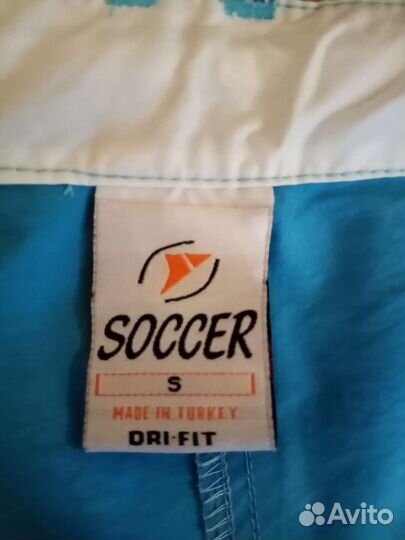 SOCCER
S
MADE IN TURKEY
DRI-FIT
Avito